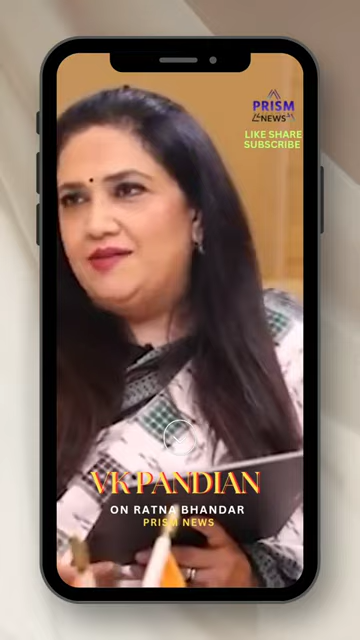 PRISM
NEWS
LIKE SHARE
SUBSCRIBE
VK PANDIAN
ON RATNA BHANDAR
PRISM NEWS